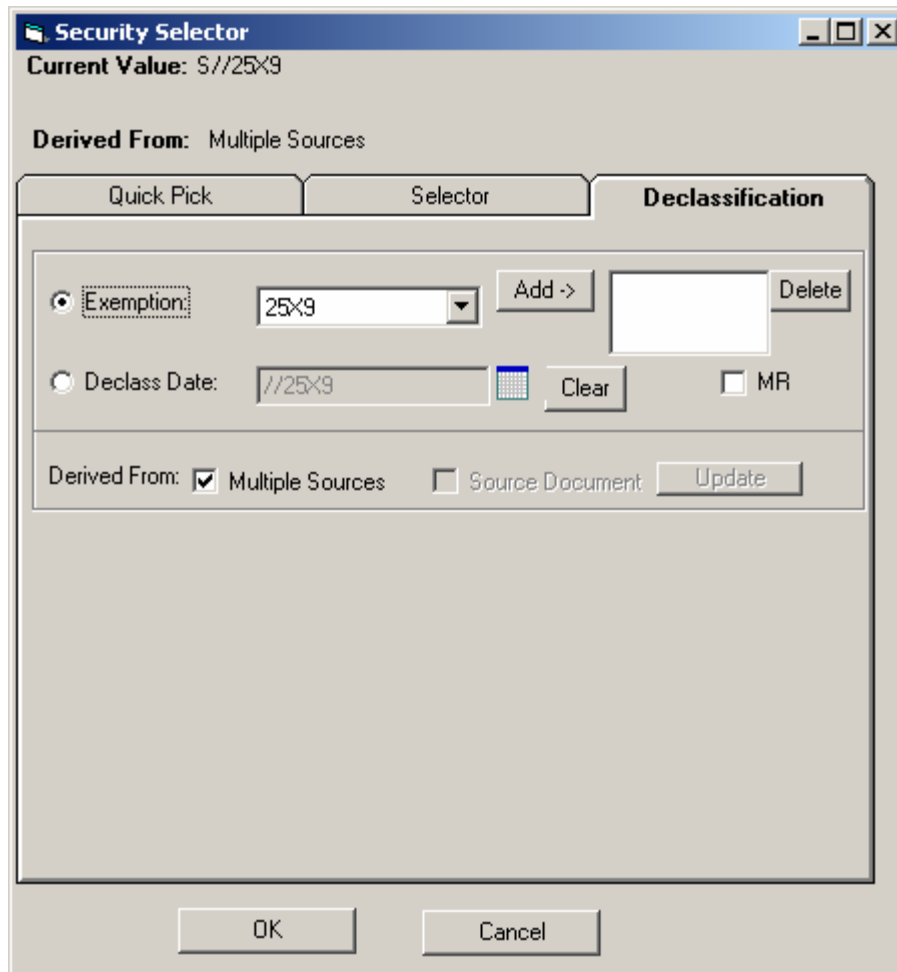 Security Selector
Current Value: S//25X9
Derived From: Multiple Sources
Quick Pick Selector Declassification
Exemption: 25X9 Add -> Delete
Declass Date: //25X9 Clear MR
Derived From: Multiple Sources Source Document Update
OK Cancel